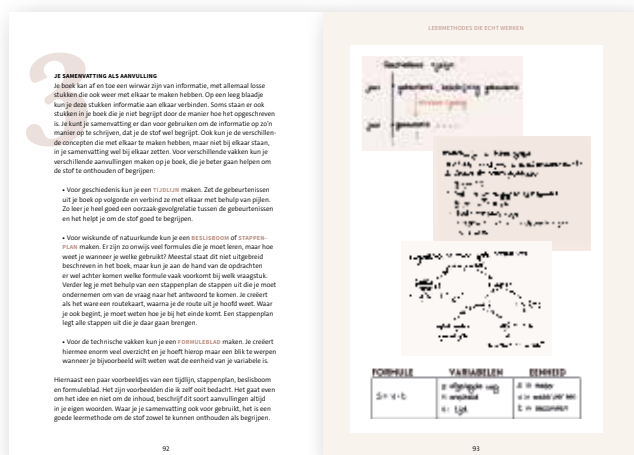 3
JE SAMENVATTING ALS AANVULLING
Je boek kan af en toe een wirwar zijn van informatie, met allemaal losse
stukken die ook weer met elkaar te maken hebben. Op een leeg blaadje
kun je deze stukken informatie aan elkaar verbinden. Soms staan er ook
stukken in je boek die je niet begrijpt door de manier hoe het opgeschreven
is. Je kunt je samenvatting er dan voor gebruiken om de informatie op zo'n
manier op te schrijven, dat je de stof wel begrijpt. Ook kun je de verschillen-
de concepten die met elkaar te maken hebben, maar niet bij elkaar staan,
in je samenvatting wel bij elkaar zetten. Voor verschillende vakken kun je
verschillende aanvullingen maken op je boek, die je beter gaan helpen om
de stof te onthouden of begrijpen:
• Voor geschiedenis kun je een TIJDLIJN maken. Zet de gebeurtenissen
uit je boek op volgorde en verbind ze met elkaar met behulp van pijlen.
Zo leer je heel goed een oorzaak-gevolgrelatie tussen de gebeurtenissen
en het helpt je om de stof goed te begrijpen.
• Voor wiskunde of natuurkunde kun je een BESLISBOOM of STAPPEN-
PLAN maken. Er zijn zo onwijs veel formules die je moet leren, maar hoe
weet je wanneer je welke gebruikt? Meestal staat dit niet uitgebreid
beschreven in het boek, maar kun je aan de hand van de opdrachten
er wel achter komen welke formule vaak voorkomt bij welk vraagstuk.
Verder leg je met behulp van een stappenplan de stappen uit die je moet
ondernemen om van de vraag naar het antwoord te komen. Je creëert
als het ware een routekaart, waarna je de route uit je hoofd weet. Waar
je ook begint, je moet weten hoe je bij het einde komt. Een stappenplan
legt alle stappen uit die je daar gaan brengen.
• Voor de technische vakken kun je een FORMULEBLAD maken. Je creëert
hiermee enorm veel overzicht en je hoeft hierop maar een blik te werpen
wanneer je bijvoorbeeld wilt weten wat de eenheid van je variabele is.
Hiernaast een paar voorbeeldjes van een tijdlijn, stappenplan, beslisboom
en formuleblad. Het zijn voorbeelden die ik zelf ooit bedacht. Het gaat even
om het idee en niet om de inhoud, beschrijf dit soort aanvullingen altijd
in je eigen woorden. Waar je je samenvatting ook voor gebruikt, het is een
goede leermethode om de stof zowel te kunnen onthouden als begrijpen.
92
LEERMETHODES DIE ECHT WERKEN
FORMULE VARIABELEN EENHEID
93